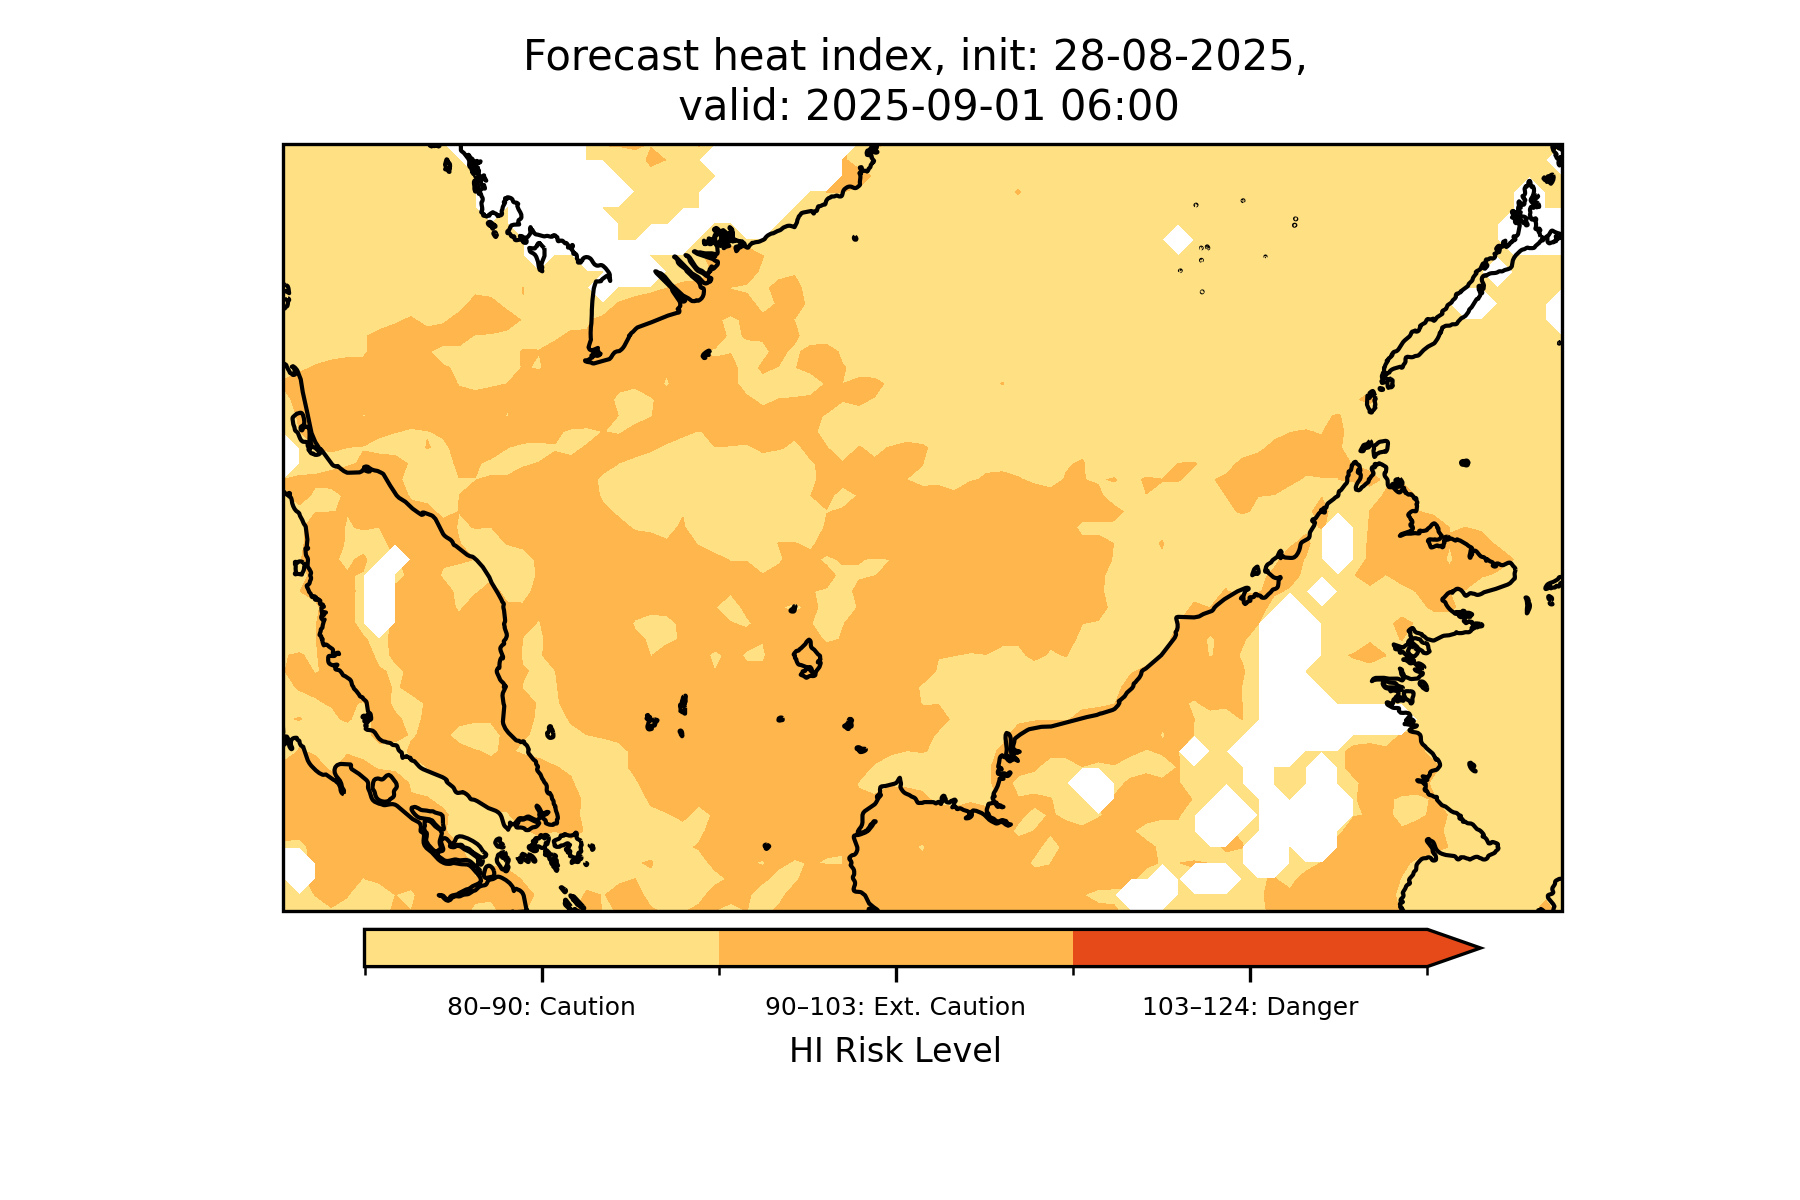 Forecast heat index, init: 28-08-2025,
valid: 2025-09-01 06:00
80–90: Caution
90–103: Ext. Caution
103–124: Danger
HI Risk Level